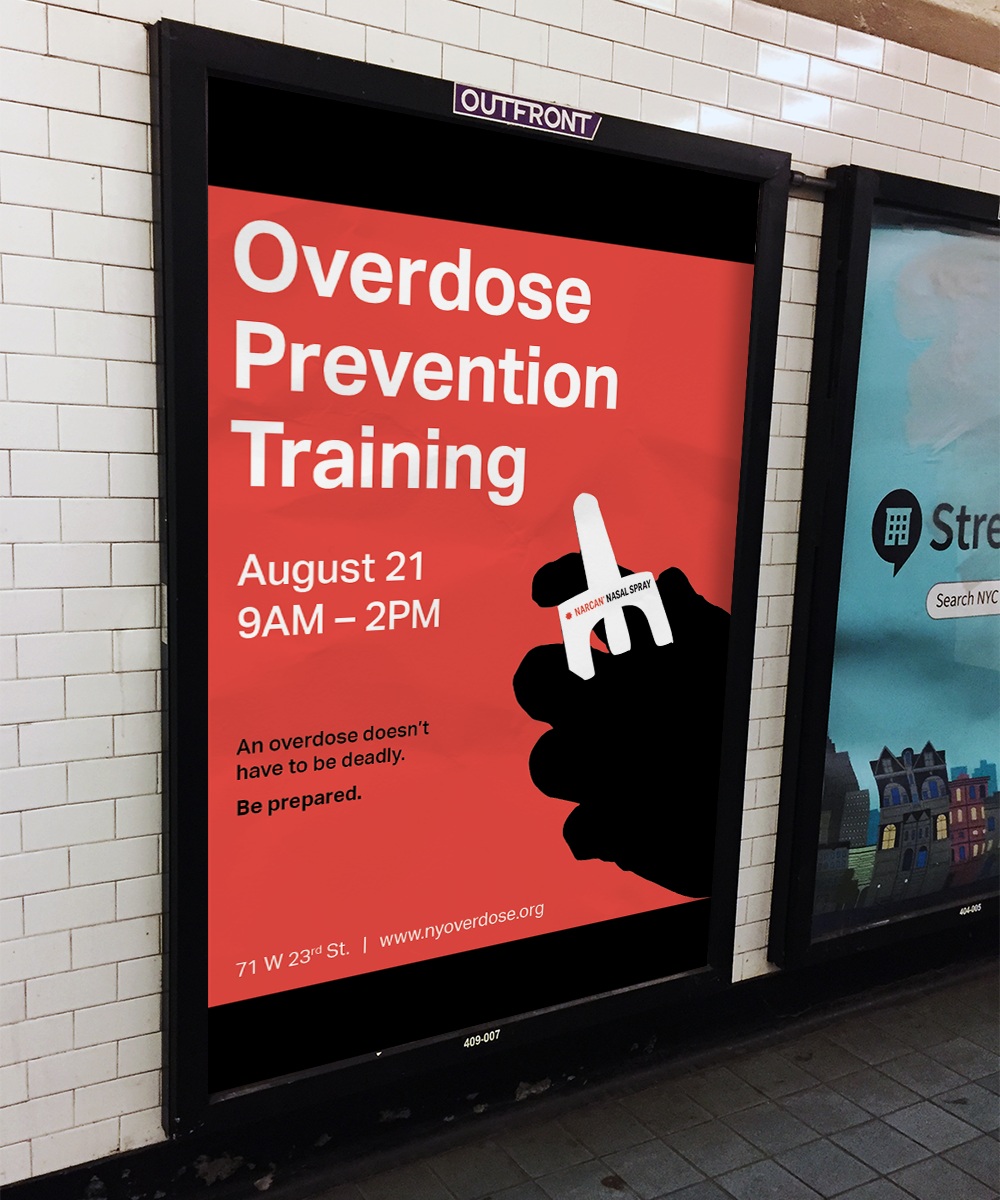 OUTFRONT
Overdose
Prevention
Training
August 21
9AM – 2PM
NARCAN® NASAL SPRAY
An overdose doesn't
have to be deadly.
Be prepared.
71 W 23rd St. | www.nyoverdose.org
409-007
Stre
Search NYC
404-005